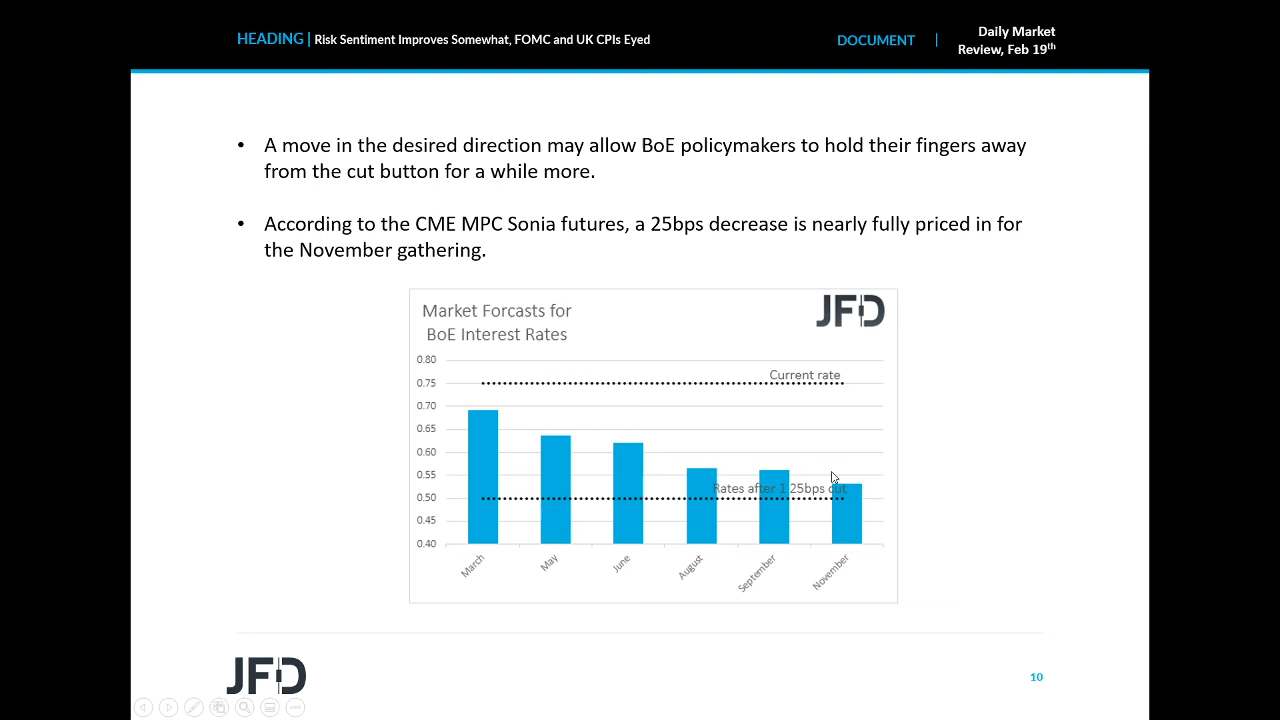 HEADING | Risk Sentiment Improves Somewhat, FOMC and UK CPIs Eyed
DOCUMENT | Daily Market
Review, Feb 19th
• A move in the desired direction may allow BoE policymakers to hold their fingers away
from the cut button for a while more.
• According to the CME MPC Sonia futures, a 25bps decrease is nearly fully priced in for
the November gathering.
Market Forcasts for
BoE Interest Rates
JFD
0.80
Current rate
0.75
0.70
0.65
0.60
0.55
Rates after 1 25bps cut
0.50
0.45
0.40
March
May
June
August
September
November
JFD
10